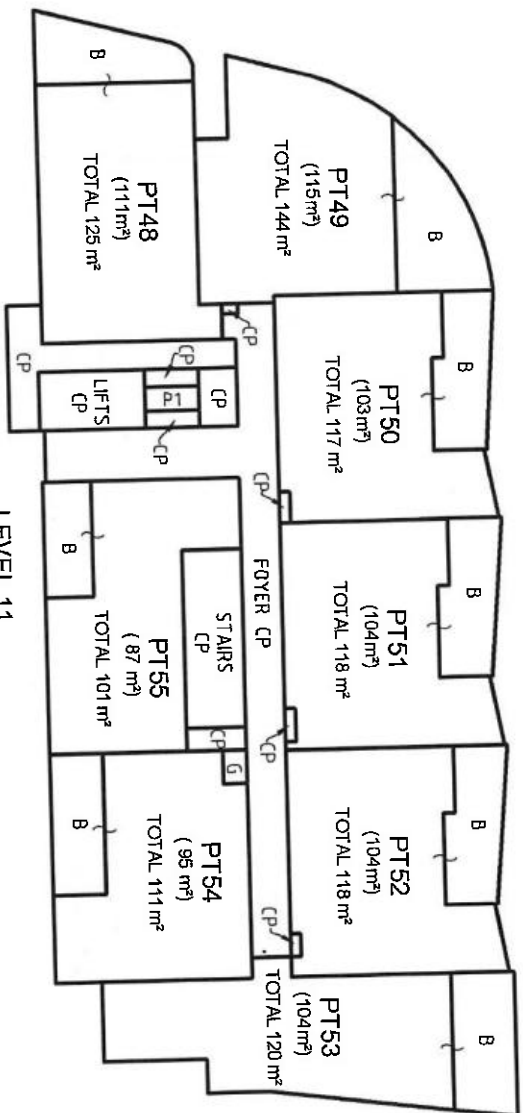 B
PT48
(111m²)
TOTAL 125 m²
PT49
(115m²)
TOTAL 144 m²
B
CP
CP
CP
P1
CP
LIFTS
CP
CP
B
PT50
(103m²)
TOTAL 117 m²
CP
B
PT51
(104m²)
TOTAL 118 m²
FOYER CP
STAIRS
CP
B
PT55
( 87 m²)
TOTAL 101 m²
CP
CP
G
B
PT52
(104m²)
TOTAL 118 m²
B
PT54
( 95 m²)
TOTAL 111 m²
CP
B
PT53
(104m²)
TOTAL 120 m²
LEVEL 11